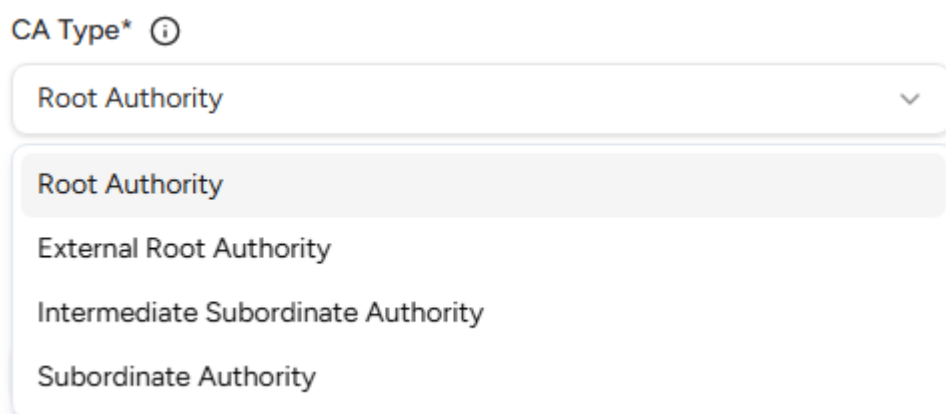 CA Type*
Root Authority
Root Authority
External Root Authority
Intermediate Subordinate Authority
Subordinate Authority